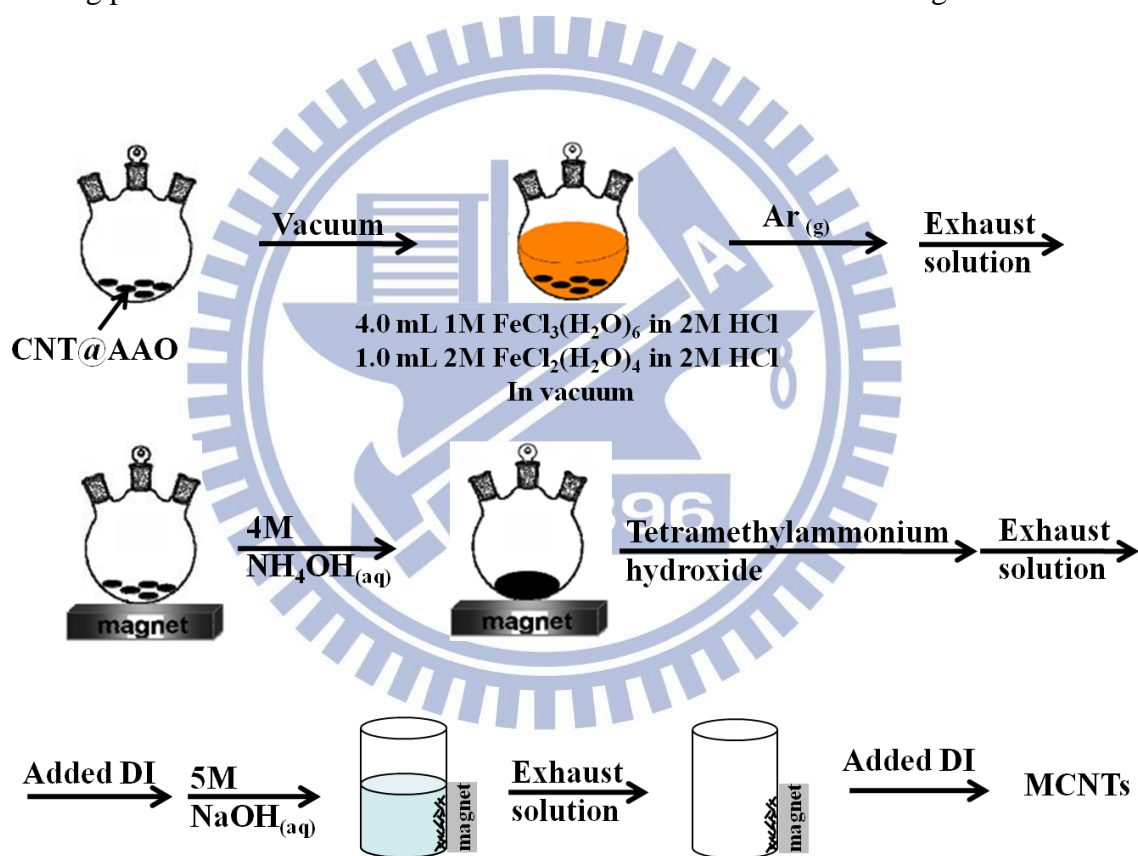 Vacuum
Ar (g)
Exhaust
solution
CNT@AAO
4.0 mL 1M FeCl3(H2O)6 in 2M HCl
1.0 mL 2M FeCl2(H2O)4 in 2M HCl
In vacuum
A
8
896
4M
NH4OH(aq)
Tetramethylammonium
hydroxide
Exhaust
solution
magnet
magnet
Added DI
5M
NaOH(aq)
magnet
Exhaust
solution
magnet
Added DI
MCNTs